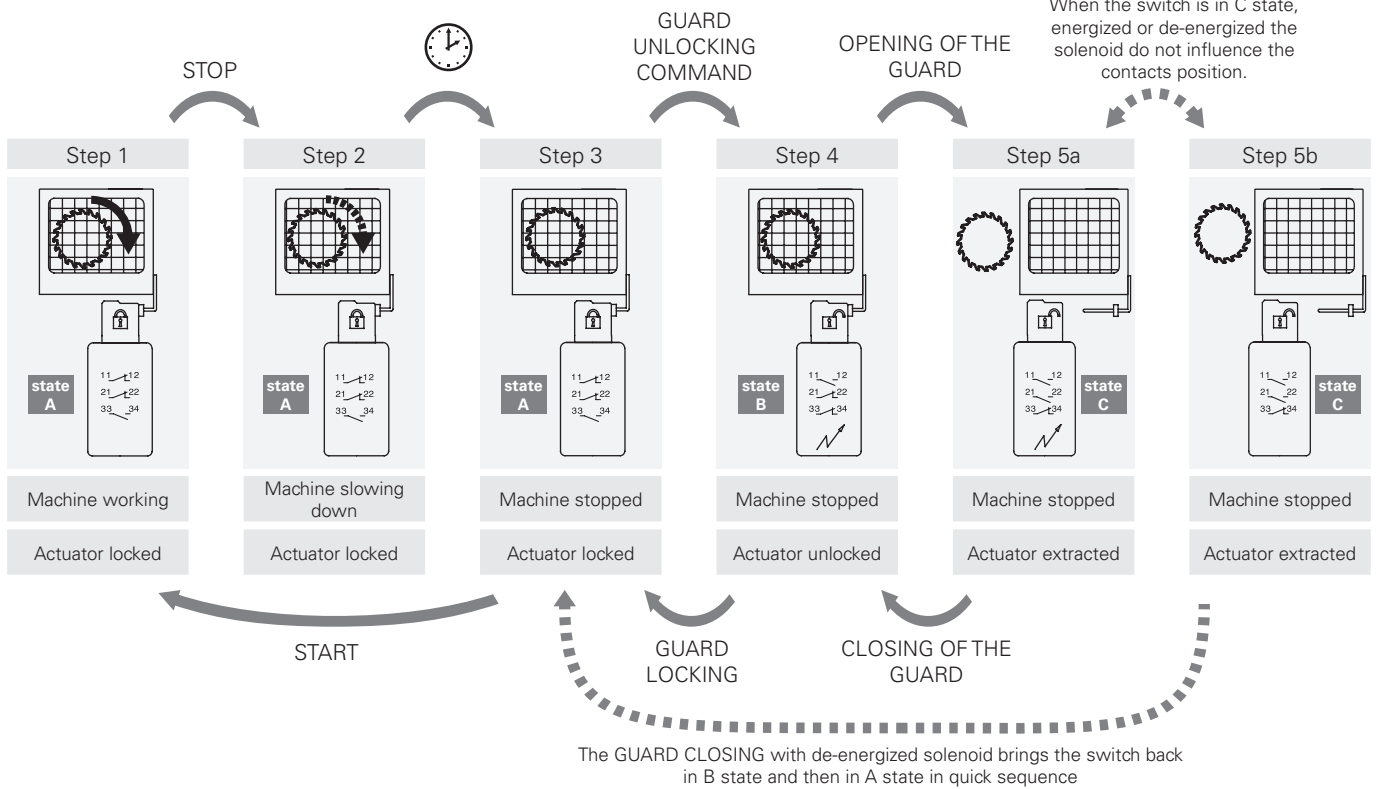 When the switch is in C state,
energized or de-energized the
solenoid do not influence the
contacts position.
STOP
GUARD
UNLOCKING
COMMAND
OPENING OF THE
GUARD
Step 1
Step 2
Step 3
Step 4
Step 5a
Step 5b
state
A
11 12
21 22
33 34
state
A
11 12
21 22
33 34
state
A
11 12
21 22
33 34
state
B
11 12
21 22
33 34
11 12
21 22
33 34
state
C
11 12
21 22
33 34
state
C
Machine working
Machine slowing
down
Machine stopped
Machine stopped
Machine stopped
Machine stopped
Actuator locked
Actuator locked
Actuator locked
Actuator unlocked
Actuator extracted
Actuator extracted
START
GUARD
LOCKING
CLOSING OF THE
GUARD
The GUARD CLOSING with de-energized solenoid brings the switch back
in B state and then in A state in quick sequence